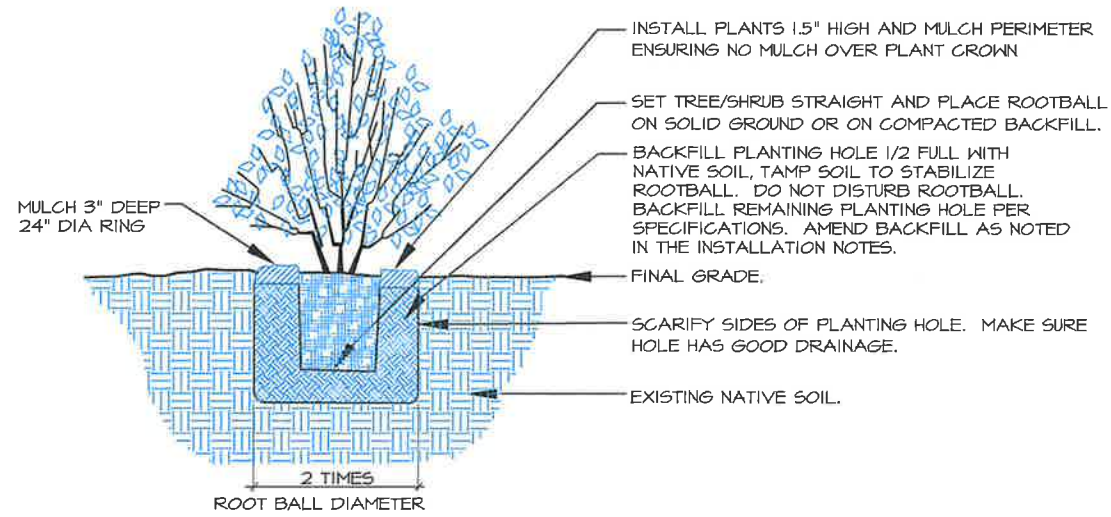 INSTALL PLANTS 1.5" HIGH AND MULCH PERIMETER
ENSURING NO MULCH OVER PLANT CROWN
SET TREE/SHRUB STRAIGHT AND PLACE ROOTBALL
ON SOLID GROUND OR ON COMPACTED BACKFILL.
BACKFILL PLANTING HOLE 1/2 FULL WITH
NATIVE SOIL, TAMP SOIL TO STABILIZE
ROOTBALL. DO NOT DISTURB ROOTBALL.
BACKFILL REMAINING PLANTING HOLE PER
SPECIFICATIONS. AMEND BACKFILL AS NOTED
IN THE INSTALLATION NOTES.
MULCH 3" DEEP
24" DIA RING
FINAL GRADE.
SCARIFY SIDES OF PLANTING HOLE. MAKE SURE
HOLE HAS GOOD DRAINAGE.
EXISTING NATIVE SOIL.
2 TIMES
ROOT BALL DIAMETER